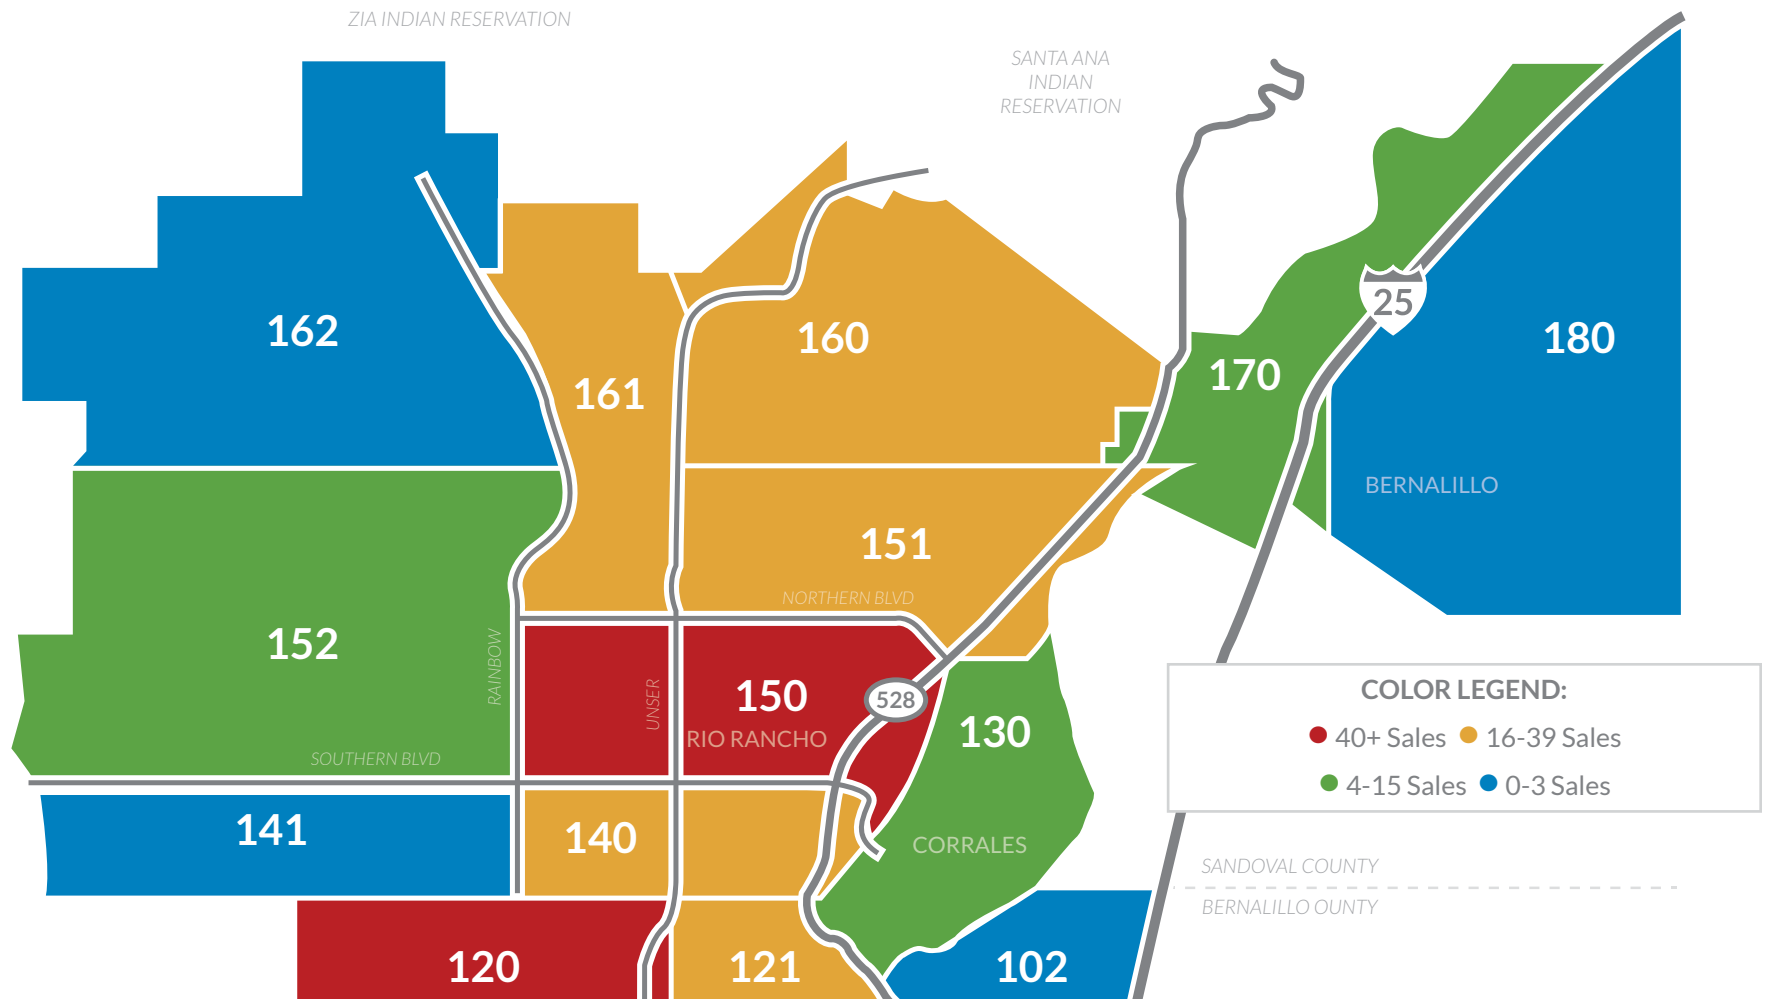 ZIA INDIAN RESERVATION
SANTA ANA
INDIAN
RESERVATION
25
162
160
180
170
161
BERNALILLO
151
NORTHERN BLVD
152
RAINBOW
UNSER
150
528
RIO RANCHO
130
COLOR LEGEND:
40+ Sales 16-39 Sales
4-15 Sales 0-3 Sales
SOUTHERN BLVD
141
140
CORRALES
SANDOVAL COUNTY
BERNALILLO OUNTY
120
121
102